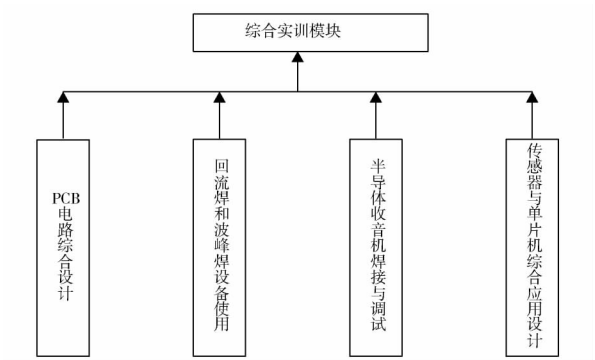 综合实训模块
PCB电路综合设计
回流焊和波峰焊设备使用
半导体收音机焊接与调试
传感器与单片机综合应用设计